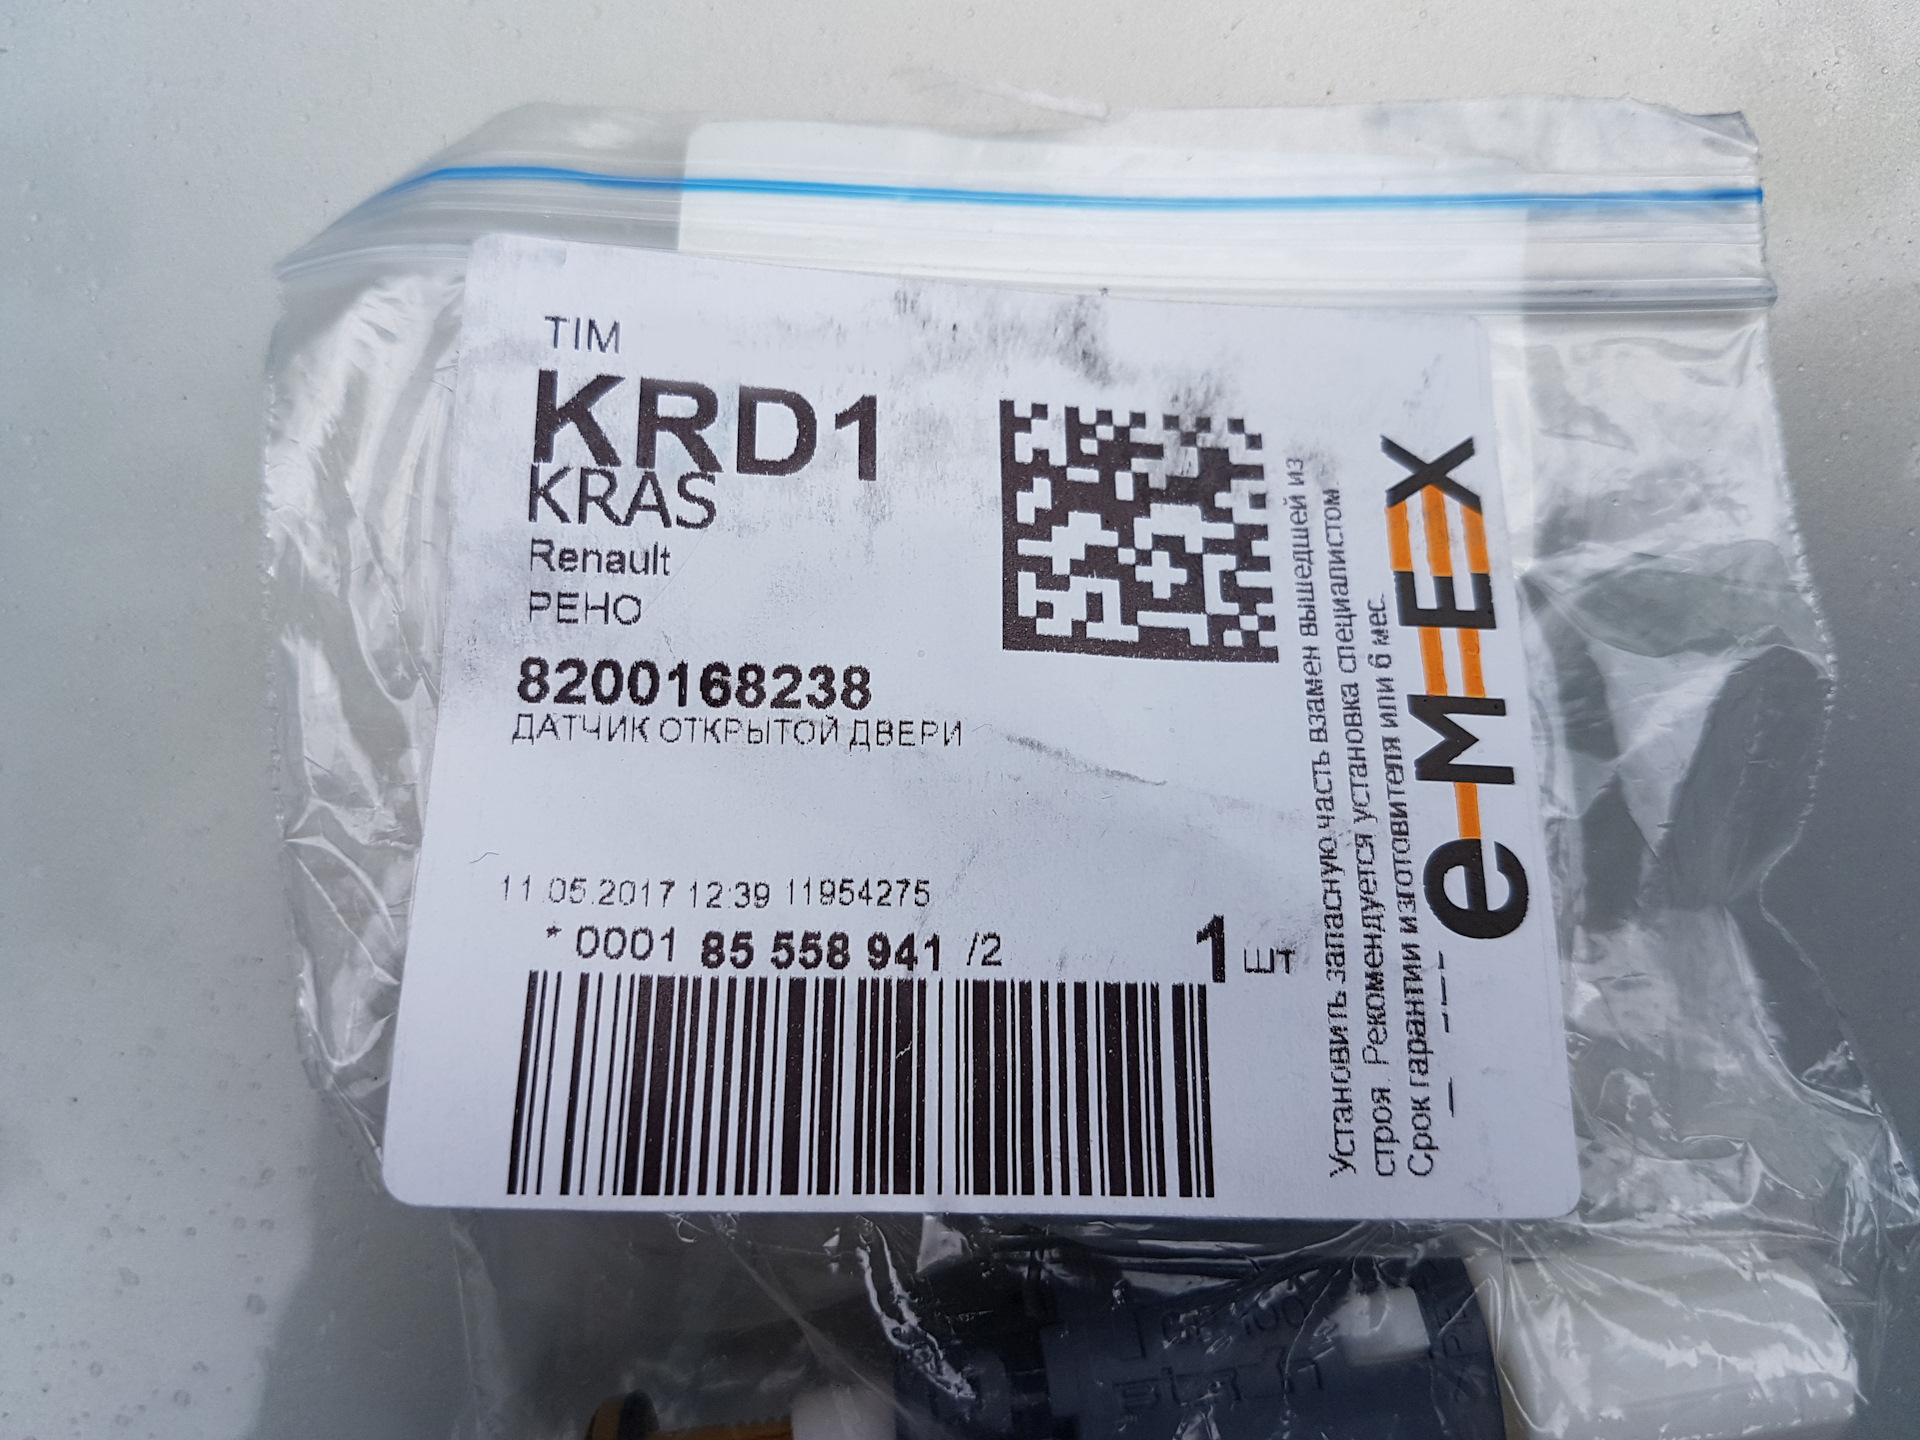 TIM
KRD1
KRAS
Renault
РЕНО
8200168238
ДАТЧИК ОТКРЫТОЙ ДВЕРИ
11.05.2017 12:39 11954275
* 0001 85 558 941 /2
1 шт
Установить запасную часть взамен вышедшей из
строя. Рекомендуется установка специалистом.
Срок гарантии изготовителя или 6 мес.
e-MEX